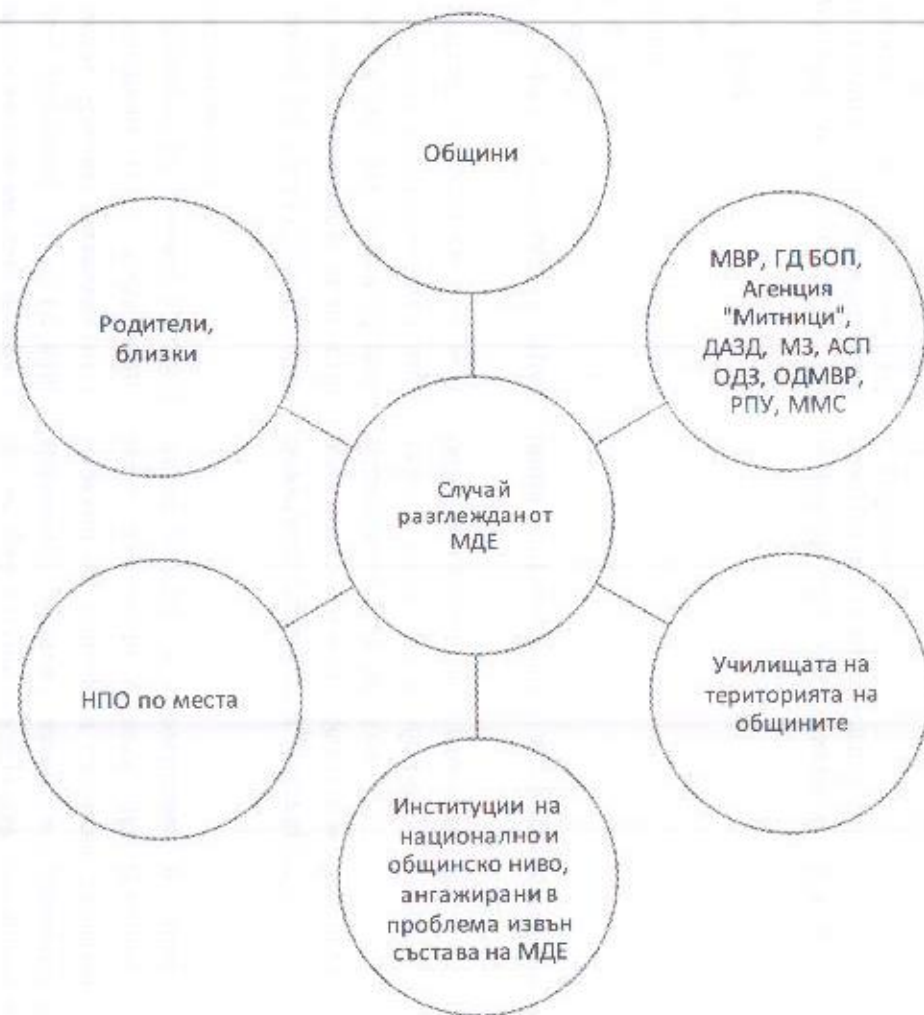 Общини
МВР, ГД БОП,
Агенция
"Митници",
ДАЗД, МЗ, АСП
ОДЗ, ОДМВР,
РПУ, ММС
Родители,
близки
Случай
разглеждан от
МДЕ
НПО по места
Училищата на
територията на
общините
Институции на
национално и
общинско ниво,
ангажирани в
проблема извън
състава на МДЕ